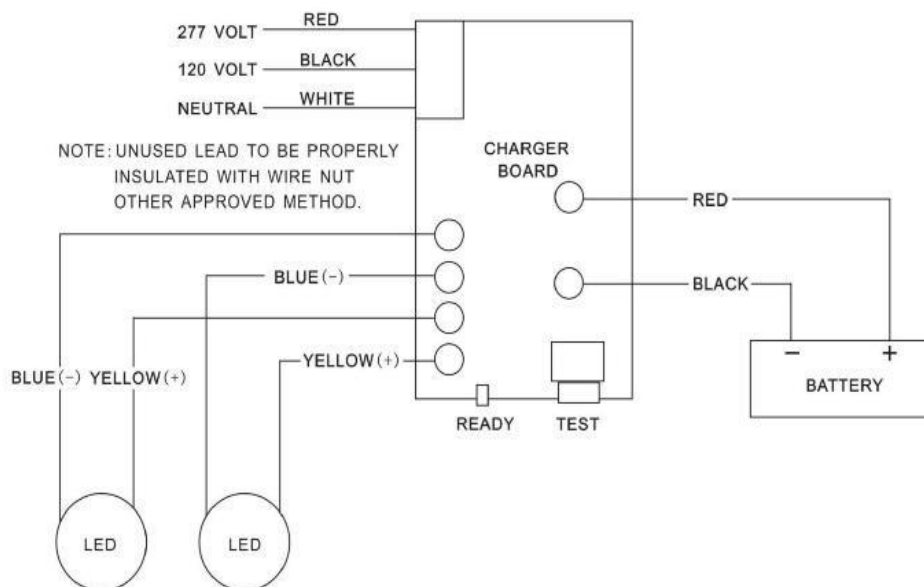 277 VOLT RED
120 VOLT BLACK
NEUTRAL WHITE
NOTE: UNUSED LEAD TO BE PROPERLY
INSULATED WITH WIRE NUT
OTHER APPROVED METHOD.
CHARGER
BOARD
RED
BLUE(-)
BLACK
- +
BATTERY
YELLOW(+)
BLUE(-) YELLOW(+)
READY
TEST
LED
LED